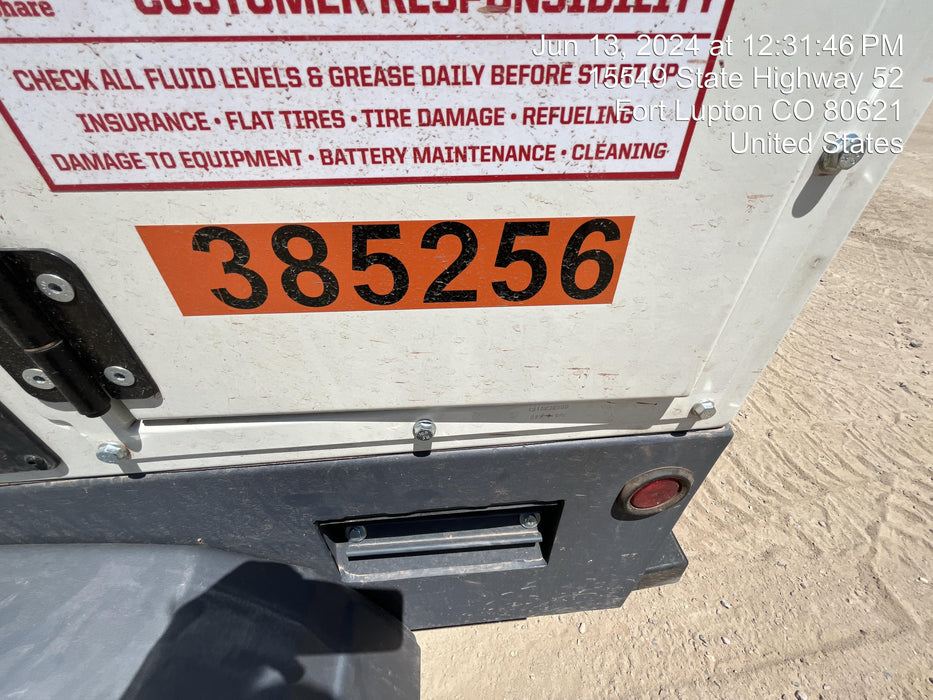 Share
CUSTOMER RESPONSIBILITY
CHECK ALL FLUID LEVELS & GREASE DAILY BEFORE START-UP
INSURANCE • FLAT TIRES • TIRE DAMAGE • REFUELING
DAMAGE TO EQUIPMENT • BATTERY MAINTENANCE • CLEANING
Jun 13, 2024 at 12:31:46 PM
15549 State Highway 52
Fort Lupton CO 80621
United States
385256